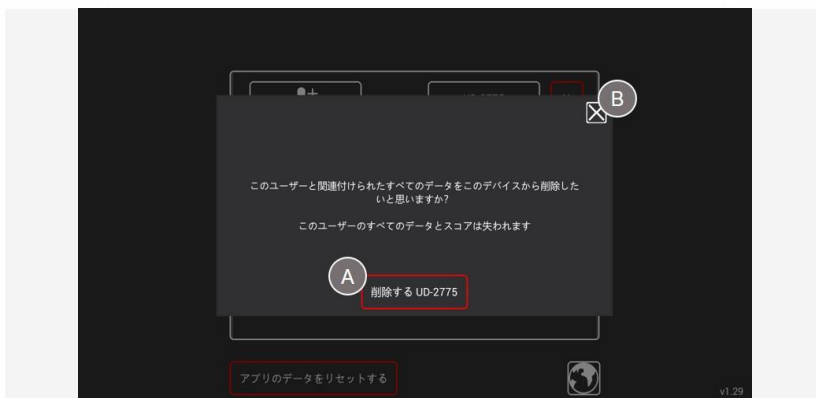 B
このユーザーと関連付けられたすべてのデータをこのデバイスから削除した
いと思いますか?
このユーザーのすべてのデータとスコアは失われます
A
削除する UD-2775
アプリのデータをリセットする
v1.29